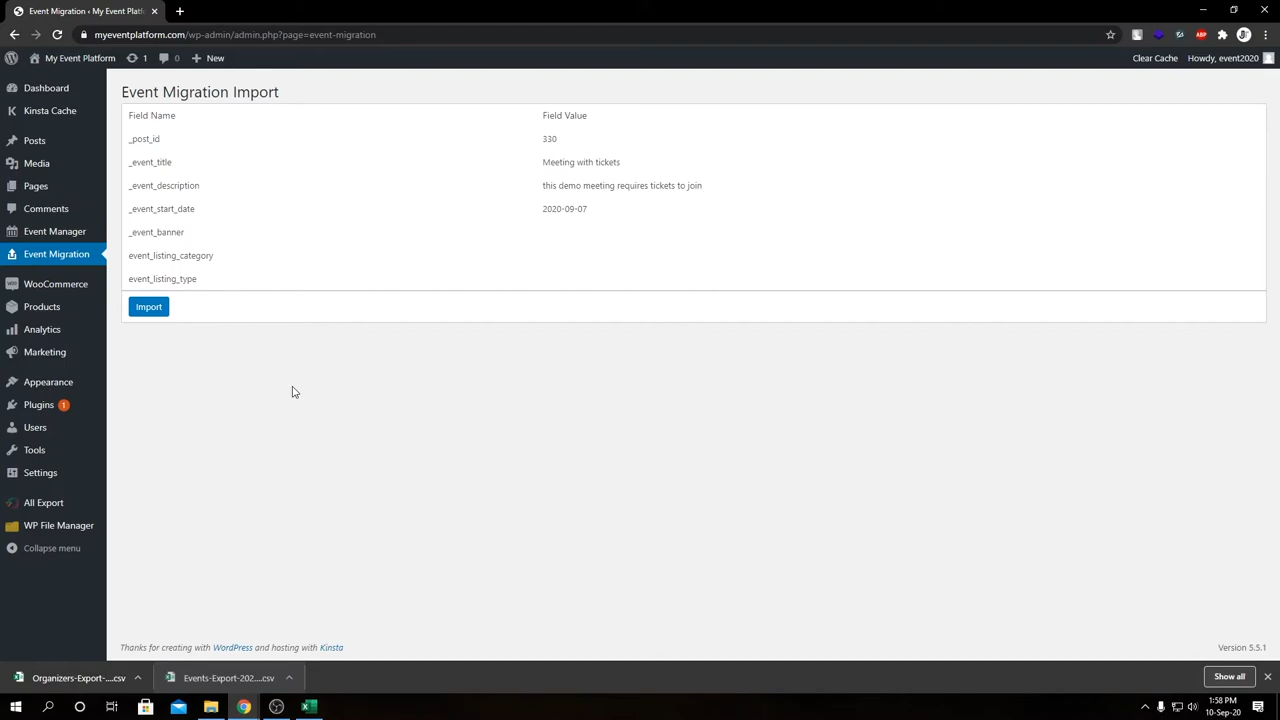 Event Migration ‹ My Event Platfor
myeventplatform.com/wp-admin/admin.php?page=event-migration
My Event Platform 1 0 New
Clear Cache Howdy, event2020
Dashboard
Kinsta Cache
Posts
Media
Pages
Comments
Event Manager
Event Migration
WooCommerce
Products
Analytics
Marketing
Appearance
Plugins 1
Users
Tools
Settings
All Export
WP File Manager
Collapse menu
Event Migration Import
Field Name Field Value
_post_id 330
_event_title Meeting with tickets
_event_description this demo meeting requires tickets to join
_event_start_date 2020-09-07
_event_banner
event_listing_category
event_listing_type
Import
Thanks for creating with WordPress and hosting with Kinsta
Version 5.5.1
Organizers-Export-....csv
Events-Export-202....csv
Show all
1:58 PM
10-Sep-20